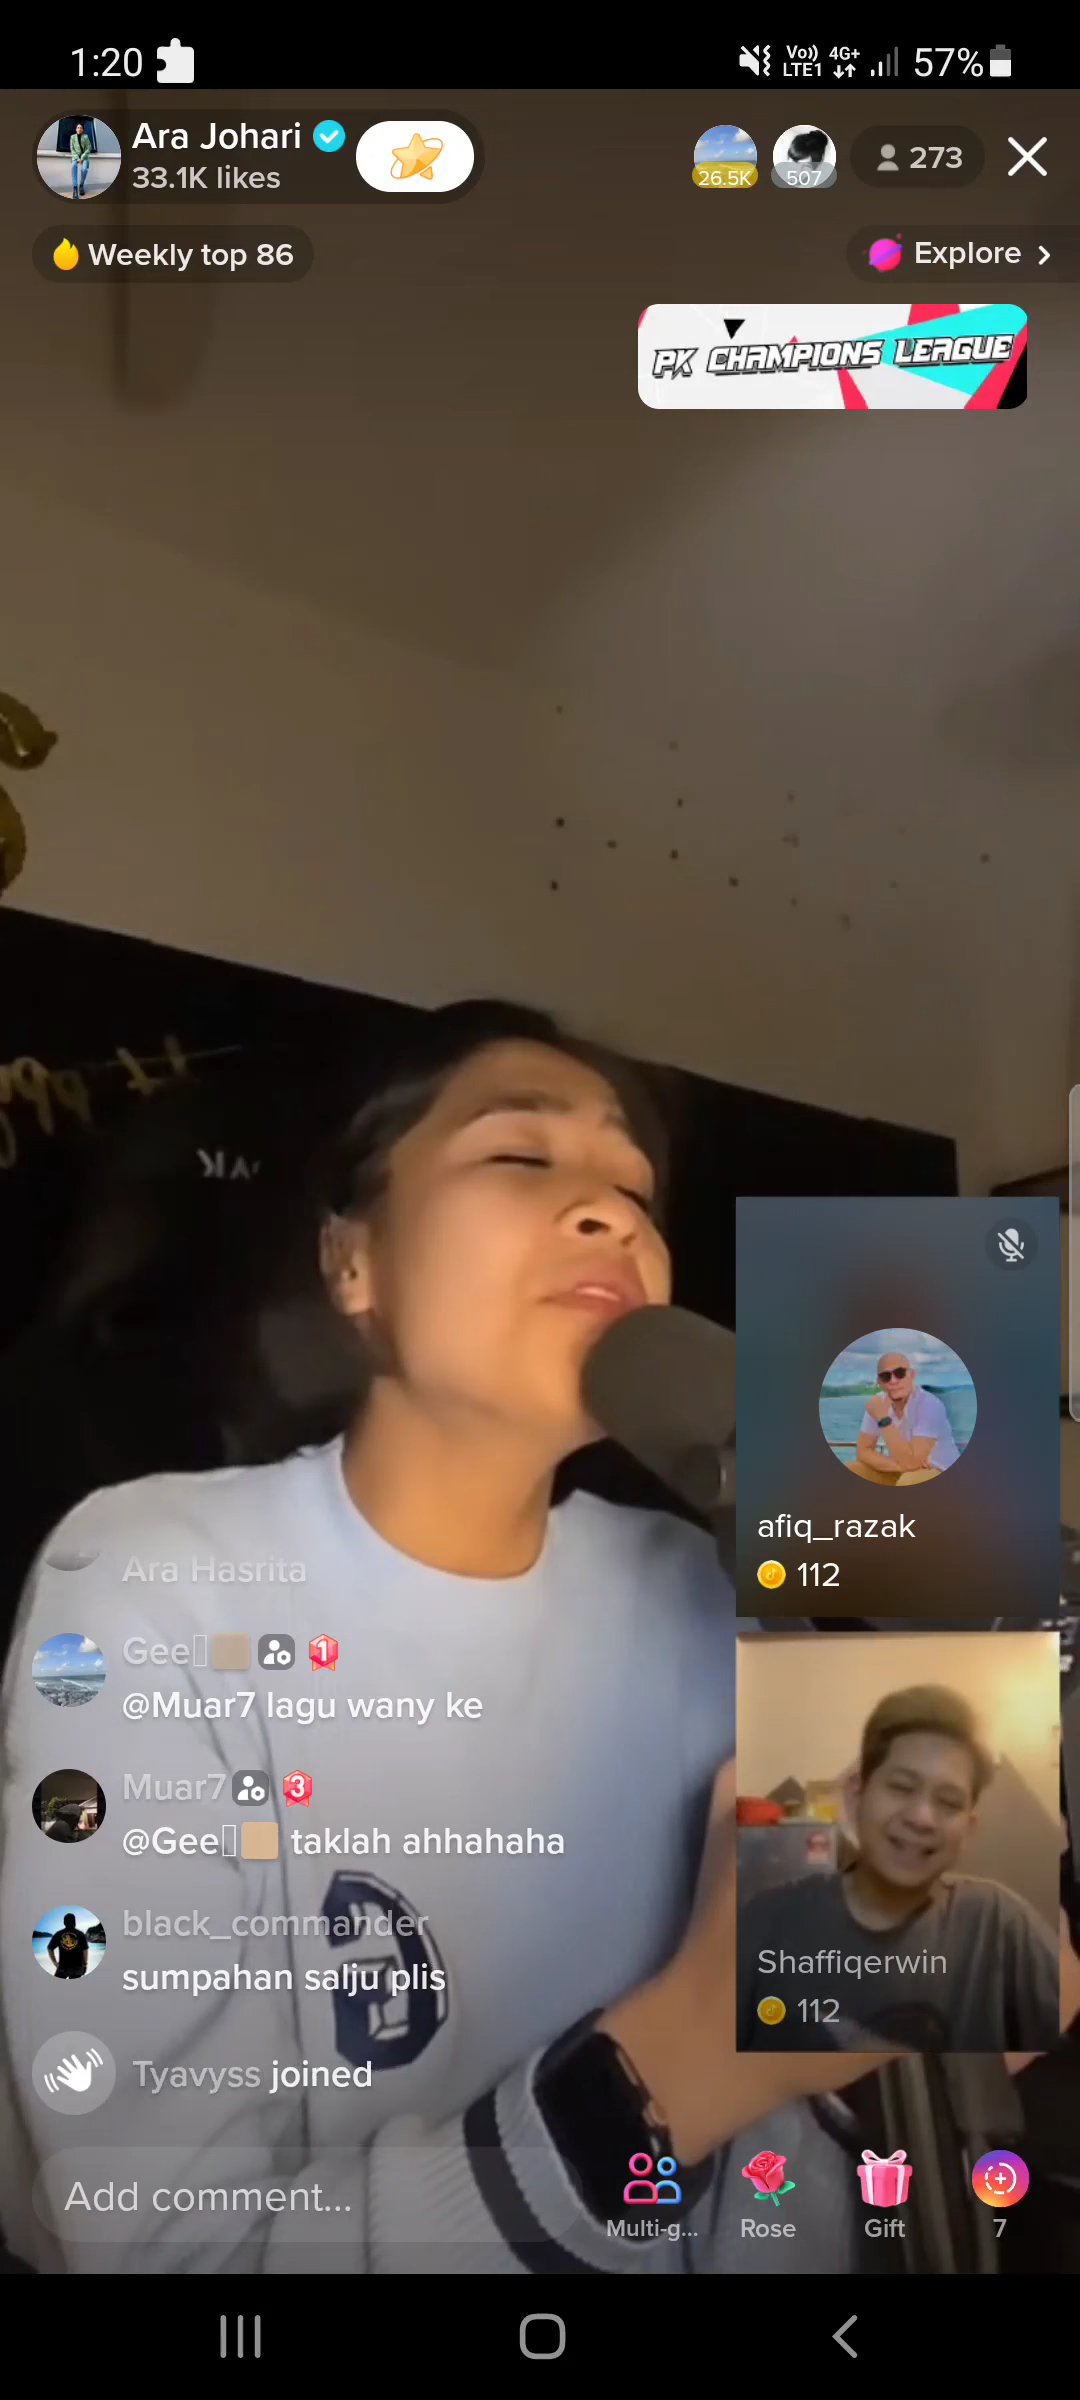 1:20
Vo)) LTE1 4G+ 57%
Ara Johari
33.1K likes
26.5K
507
273
Weekly top 86
Explore
PK CHAMPIONS LEAGUE
afiq_razak
112
Ara Hasrita
Gee
1
@Muar7 lagu wany ke
Muar7
3
@Gee taklah ahhahaha
black_commander
sumpahan salju plis
Shaffiqerwin
112
Tyavyss joined
Add comment...
Multi-g...
Rose
Gift
7